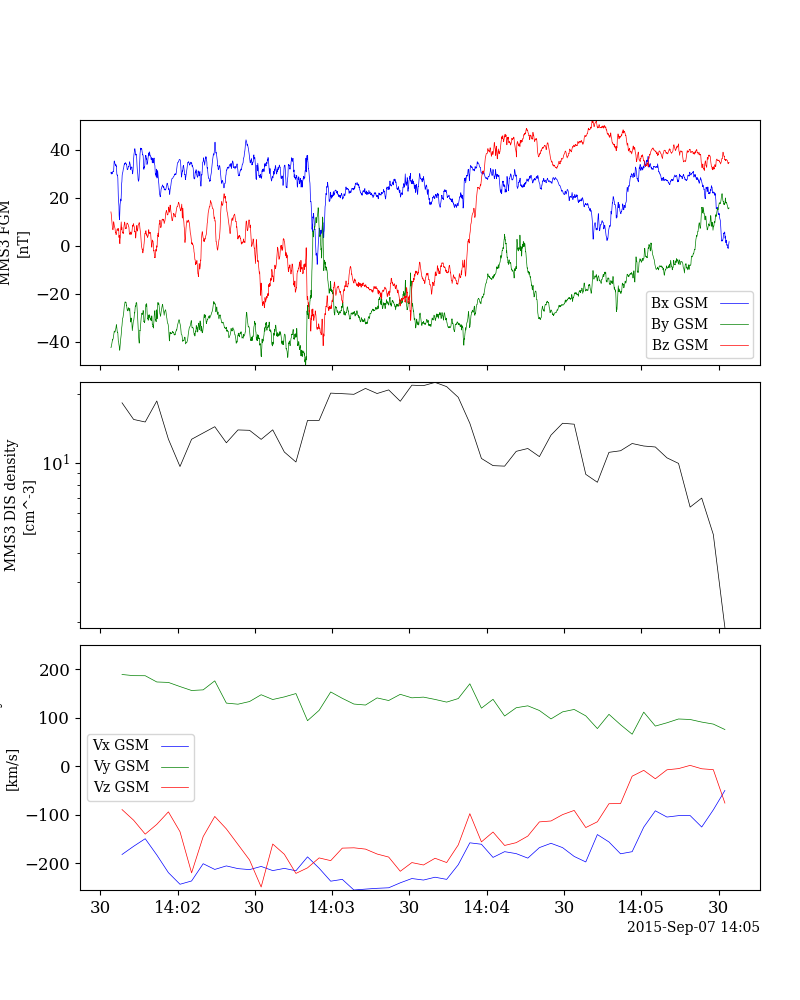 MMS3 FGM
[nT]
40
20
0
−20
−40
Bx GSM
By GSM
Bz GSM
MMS3 DIS density
[cm^-3]
10¹
[km/s]
200
100
0
−100
−200
Vx GSM
Vy GSM
Vz GSM
30
14:02
30
14:03
30
14:04
30
14:05
30
2015-Sep-07 14:05